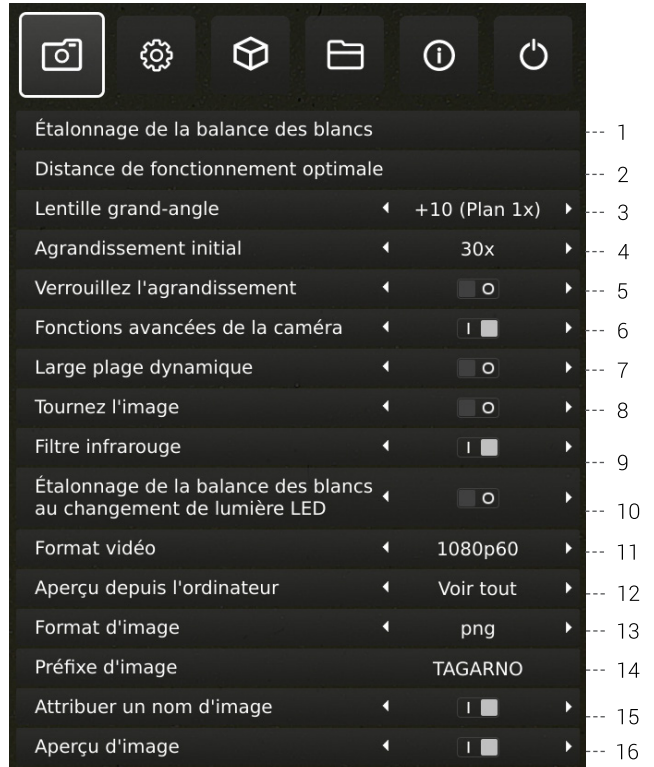 Étalonnage de la balance des blancs --- 1
Distance de fonctionnement optimale --- 2
Lentille grand-angle +10 (Plan 1x) --- 3
Agrandissement initial 30x --- 4
Verrouillez l'agrandissement O --- 5
Fonctions avancées de la caméra I --- 6
Large plage dynamique O --- 7
Tournez l'image O --- 8
Filtre infrarouge I --- 9
Étalonnage de la balance des blancs
au changement de lumière LED O --- 10
Format vidéo 1080p60 --- 11
Aperçu depuis l'ordinateur Voir tout --- 12
Format d'image png --- 13
Préfixe d'image TAGARNO --- 14
Attribuer un nom d'image I --- 15
Aperçu d'image I --- 16